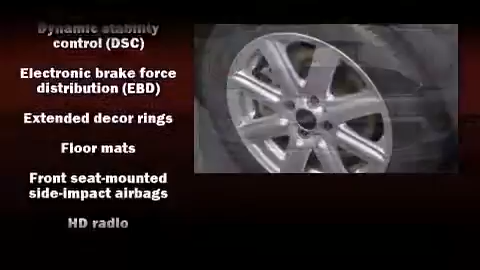 Dynamic stability
control (DSC)
Electronic brake force
distribution (EBD)
Extended decor rings
Floor mats
Front seat-mounted
side-impact airbags
HD radio